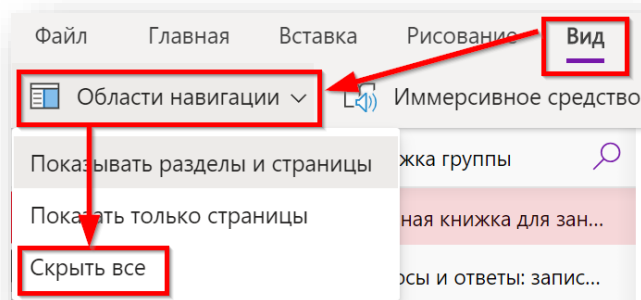 Файл Главная Вставка Рисование Вид
Области навигации Иммерсивное средство
Показывать разделы и страницы
жка группы
Показать только страницы
ная книжка для зан...
Скрыть все
осы и ответы: запис...